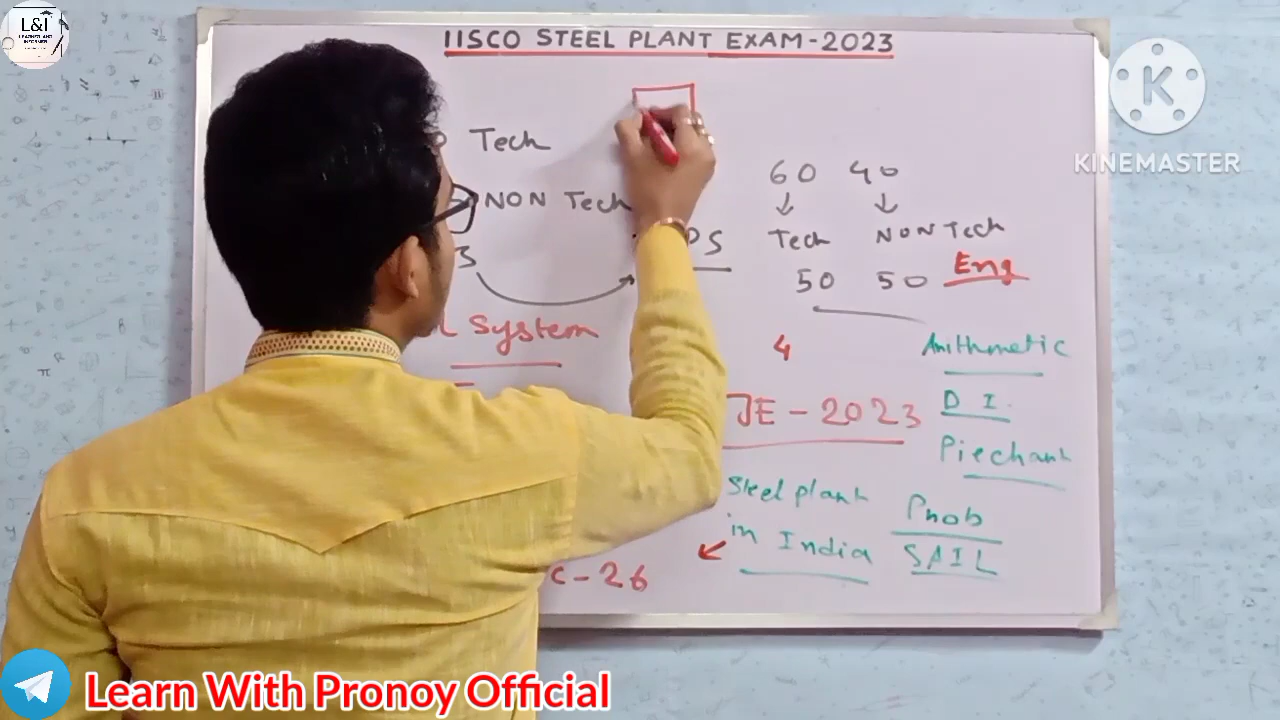 L&I
IISCO STEEL PLANT EXAM-2023
KINEMASTER
Tech
NON Tech
60 40
Tech NON Tech
50 50 Eng
System
4
Arithmetic
JE - 2023
D I.
Piechart
Steel plant
in India
Prob
SAIL
C - 26
Learn With Pronoy Official